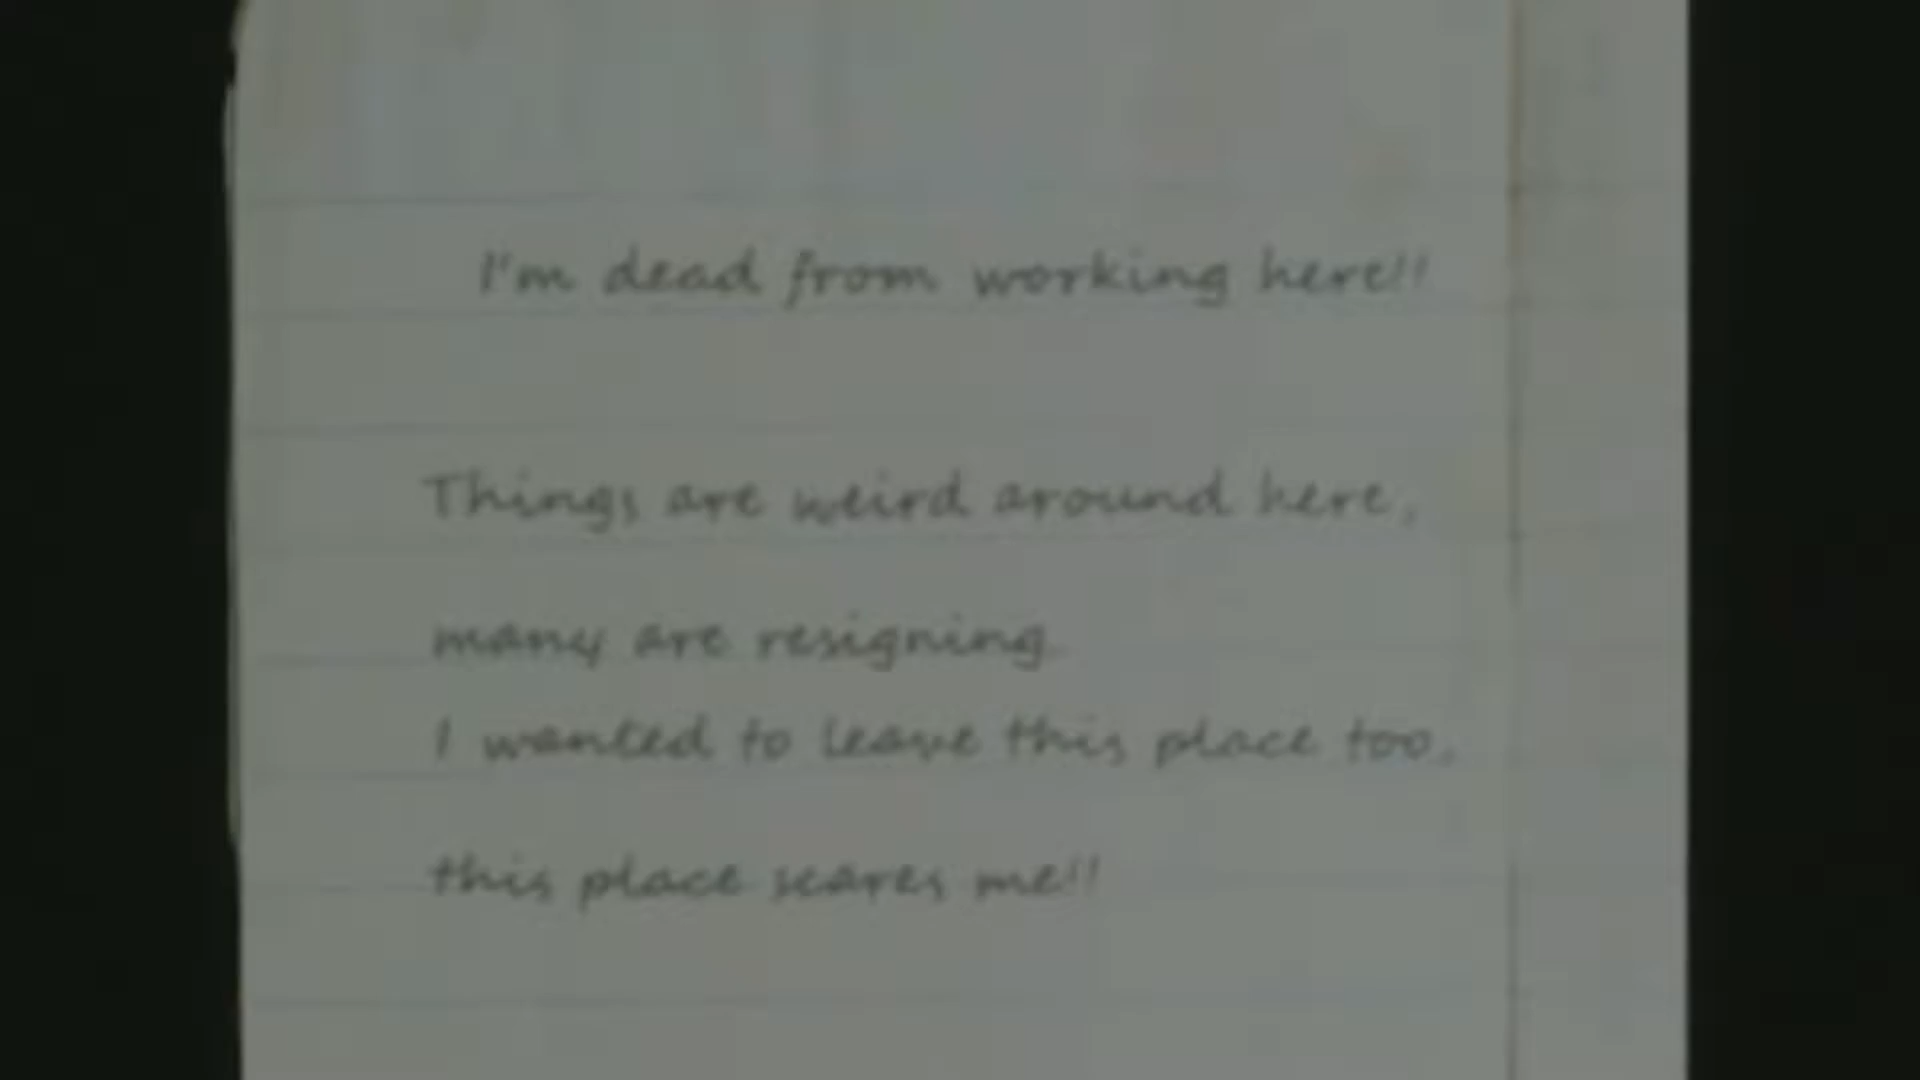 I'm dead from working here!!
Things are weird around here,
many are resigning.
I wanted to leave this place too,
this place scares me!!